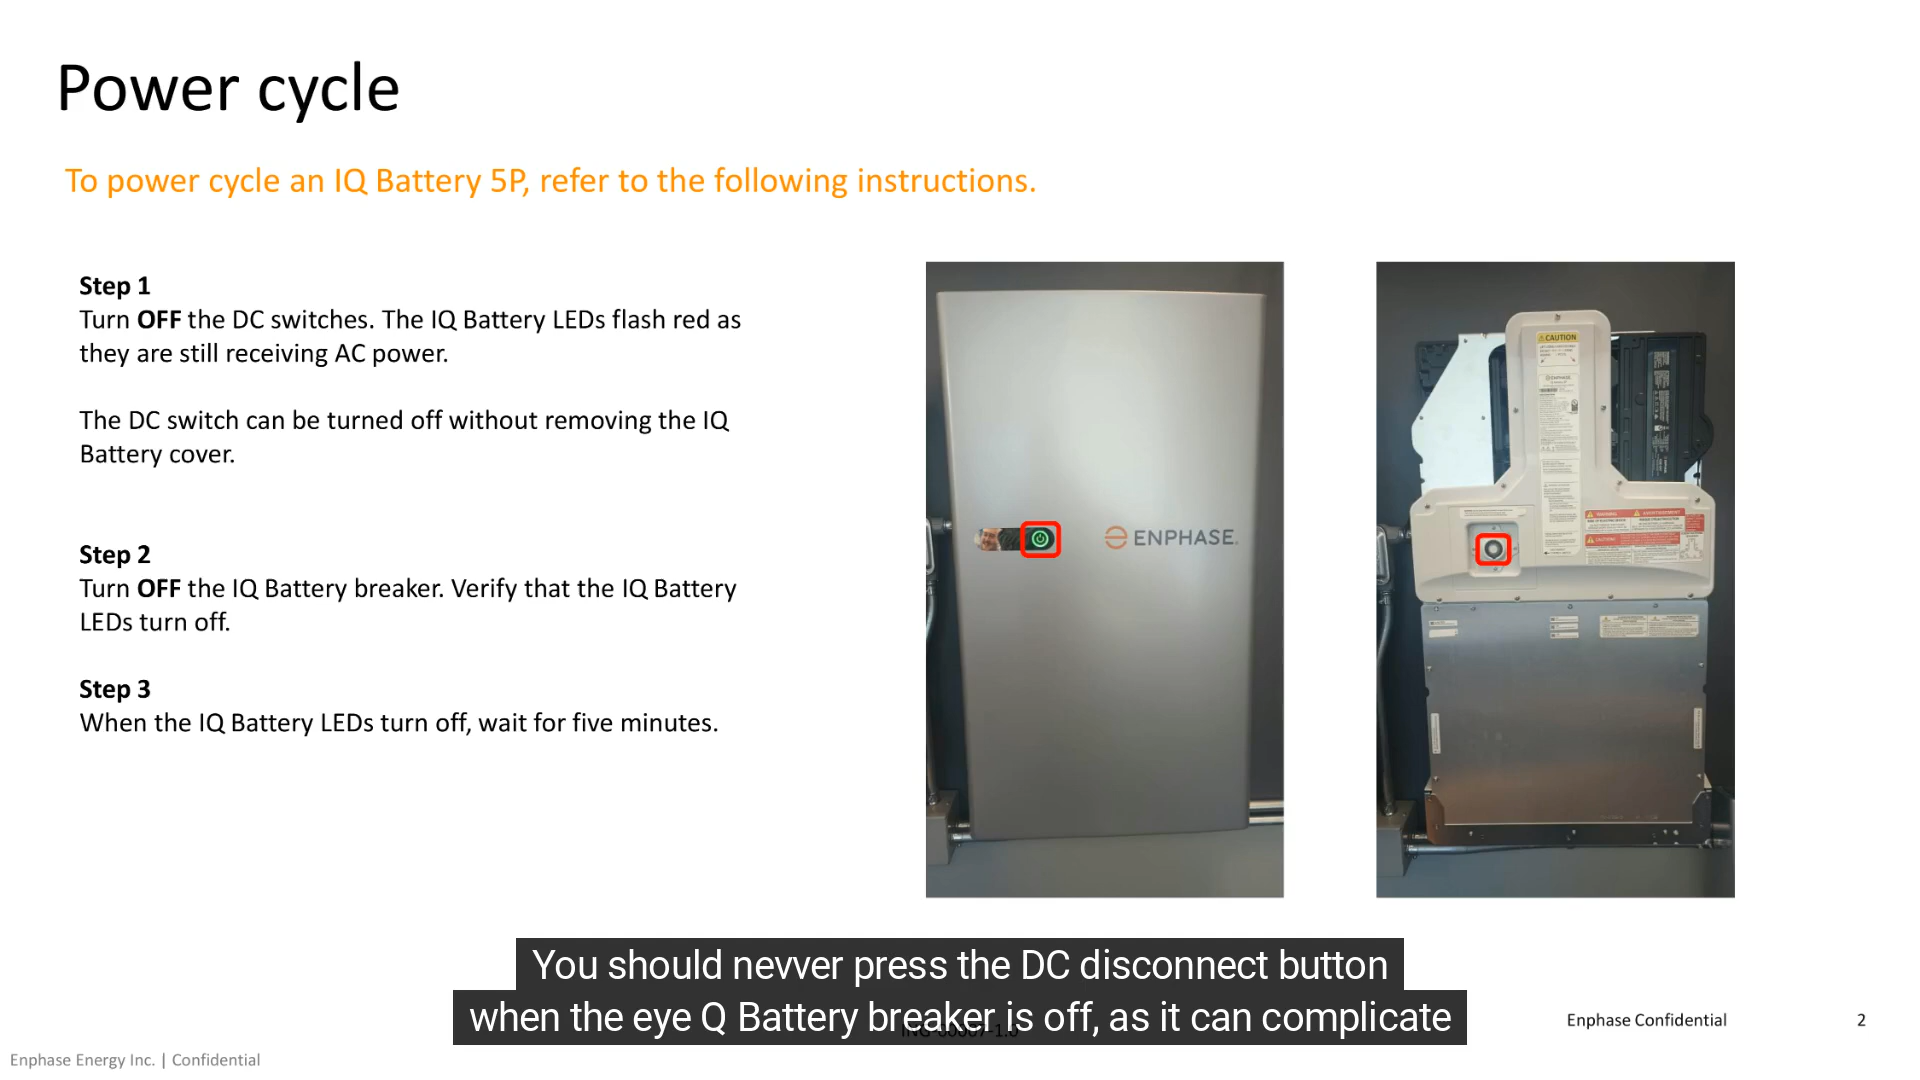 Power cycle
To power cycle an IQ Battery 5P, refer to the following instructions.
Step 1
Turn OFF the DC switches. The IQ Battery LEDs flash red as
they are still receiving AC power.
The DC switch can be turned off without removing the IQ
Battery cover.
Step 2
Turn OFF the IQ Battery breaker. Verify that the IQ Battery
LEDs turn off.
Step 3
When the IQ Battery LEDs turn off, wait for five minutes.
ENPHASE.
CAUTION
You should nevver press the DC disconnect button
when the eye Q Battery breaker is off, as it can complicate
Enphase Confidential
2
Enphase Energy Inc. | Confidential